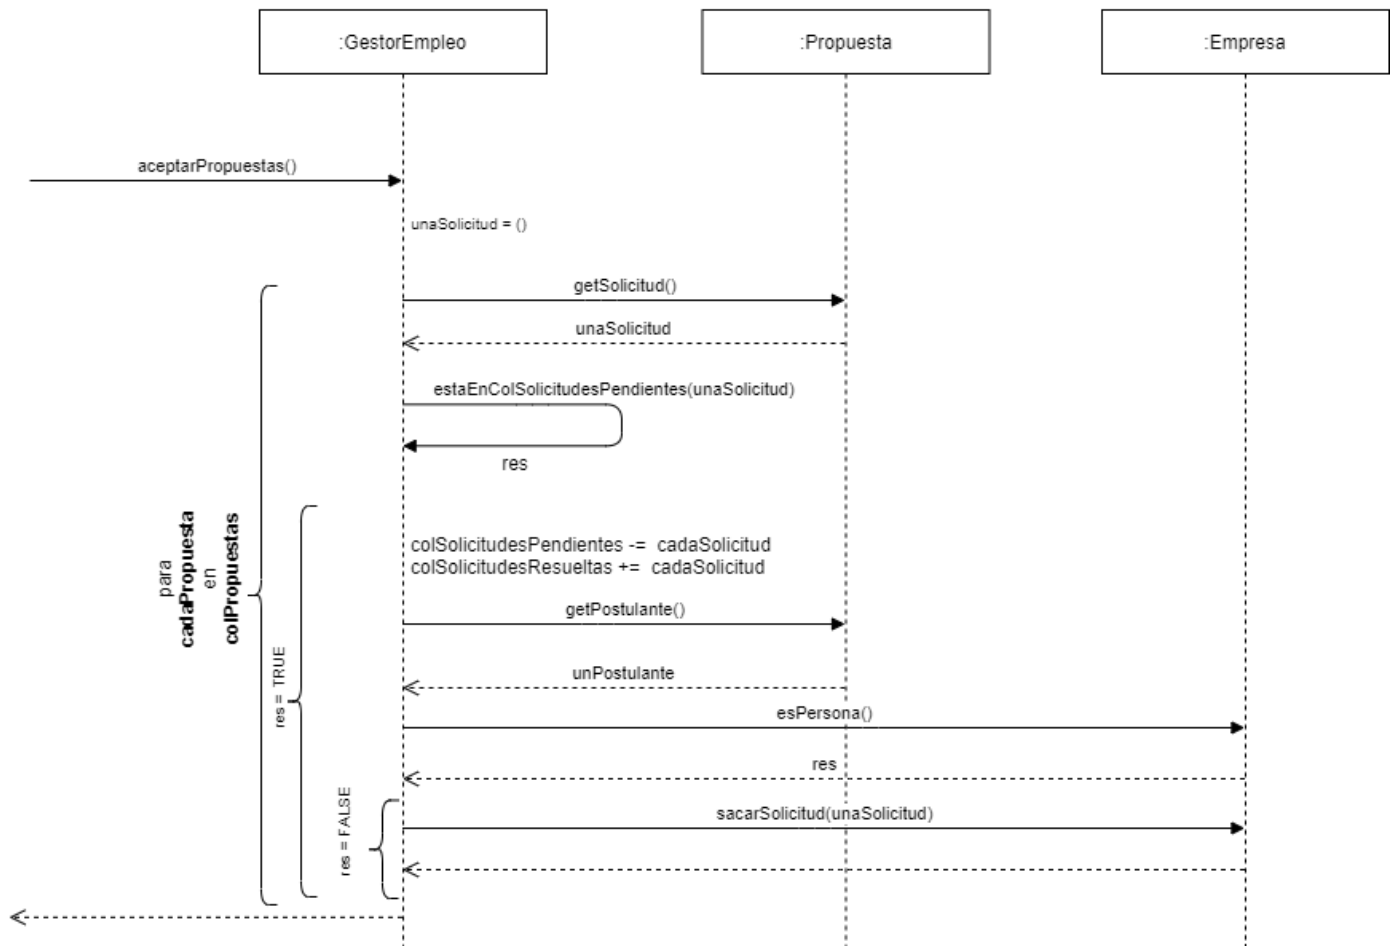 :GestorEmpleo
:Propuesta
:Empresa
aceptarPropuestas()
unaSolicitud = ()
getSolicitud()
unaSolicitud
estaEnColSolicitudesPendientes(unaSolicitud)
res
para
cadaPropuesta
en
colPropuestas
res = TRUE
colSolicitudesPendientes -= cadaSolicitud
colSolicitudesResueltas += cadaSolicitud
getPostulante()
unPostulante
esPersona()
res
res = FALSE
sacarSolicitud(unaSolicitud)